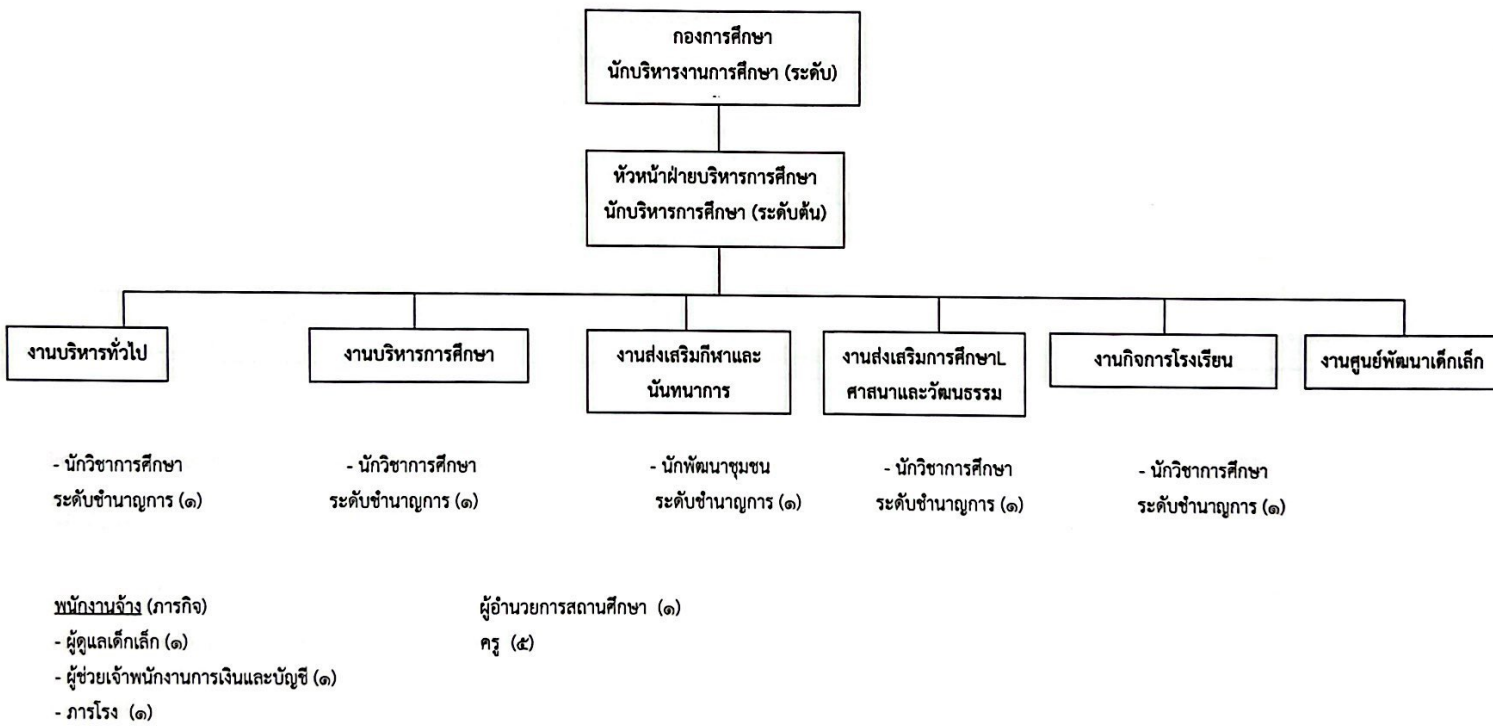 กองการศึกษา
นักบริหารงานการศึกษา (ระดับ)
หัวหน้าฝ่ายบริหารการศึกษา
นักบริหารการศึกษา (ระดับต้น)
งานบริหารทั่วไป
งานบริหารการศึกษา
งานส่งเสริมกีฬาและ
นันทนาการ
งานส่งเสริมการศึกษาL
ศาสนาและวัฒนธรรม
งานกิจการโรงเรียน
งานศูนย์พัฒนาเด็กเล็ก
- นักวิชาการศึกษา
ระดับชำนาญการ (๑)
- นักวิชาการศึกษา
ระดับชำนาญการ (๑)
- นักพัฒนาชุมชน
ระดับชำนาญการ (๑)
- นักวิชาการศึกษา
ระดับชำนาญการ (๑)
- นักวิชาการศึกษา
ระดับชำนาญการ (๑)
พนักงานจ้าง (ภารกิจ)
- ผู้ดูแลเด็กเล็ก (๑)
- ผู้ช่วยเจ้าพนักงานการเงินและบัญชี (๑)
- ภารโรง (๑)
ผู้อำนวยการสถานศึกษา (๑)
ครู (๕)